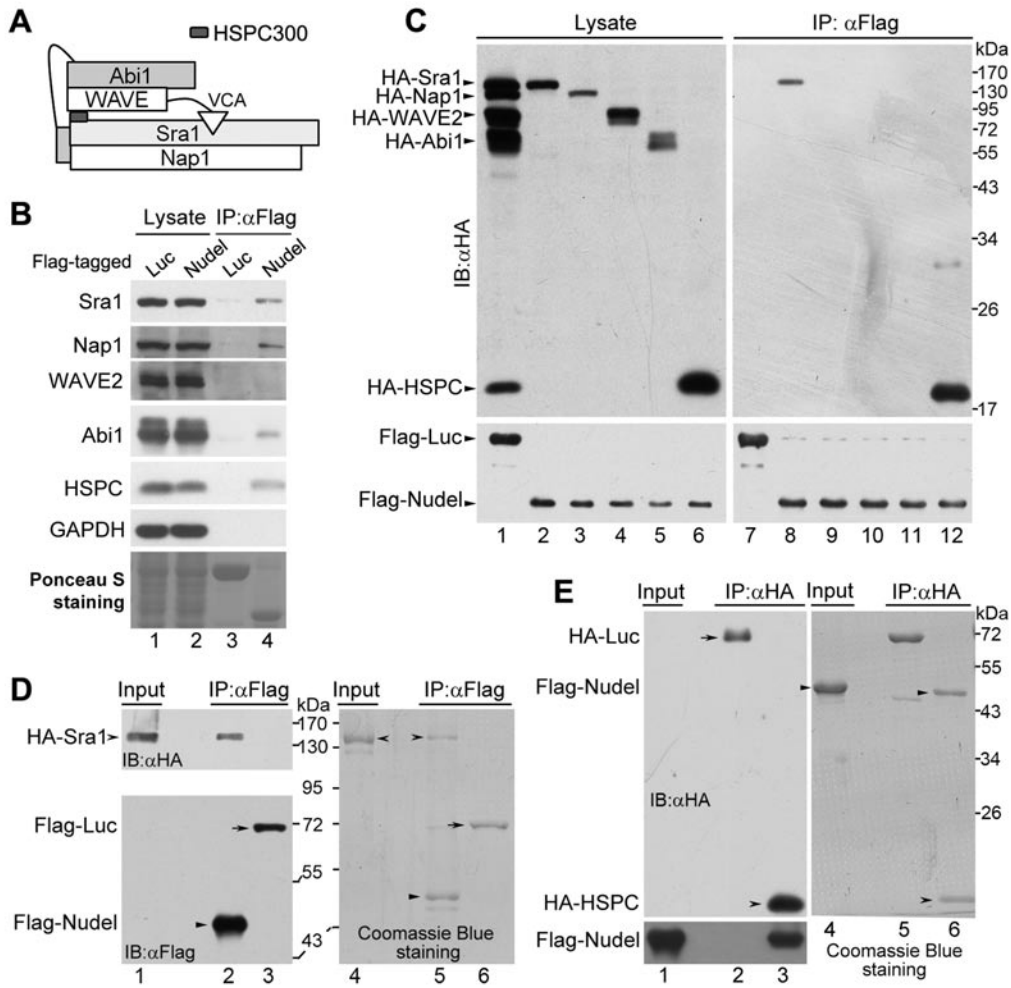 A
HSPC300
Abi1
WAVE
VCA
Sra1
Nap1
B
Lysate IP:αFlag
Flag-tagged Luc Nudel Luc Nudel
Sra1
Nap1
WAVE2
Abi1
HSPC
GAPDH
Ponceau S
staining
1 2 3 4
C
Lysate IP: αFlag
kDa
HA-Sra1
HA-Nap1
HA-WAVE2
HA-Abi1
IB:αHA
HA-HSPC
-170
-130
-95
-72
-55
-43
-34
-26
-17
Flag-Luc
Flag-Nudel
1 2 3 4 5 6 7 8 9 10 11 12
D
Input IP:αFlag kDa Input IP:αFlag
HA-Sra1
IB:αHA
-170
-130
95
72
55
43
Flag-Luc
Flag-Nudel
IB:αFlag
Coomassie Blue
staining
1 2 3 4 5 6
E
Input IP:αHA Input IP:αHA
kDa
HA-Luc
Flag-Nudel
IB:αHA
HA-HSPC
Flag-Nudel
-72
-55
-43
-34
-26
1 2 3 4 5 6
Coomassie Blue
staining